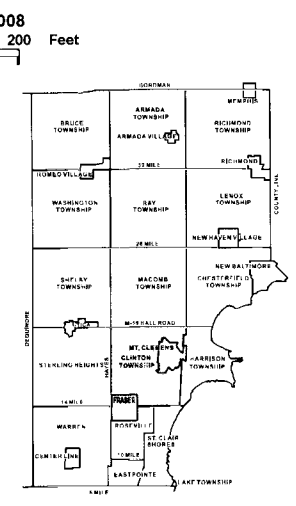 008
200 Feet
GORDMAN
MEMPHIS
BRUCE
TOWNSHIP
ARMADA
TOWNSHIP
ARMADA VILLAGE
RICHMOND
TOWNSHIP
32 MILE
RICHMOND
ROMEO VILLAGE
WASHINGTON
TOWNSHIP
RAY
TOWNSHIP
LENOX
TOWNSHIP
COUNTY LINE
NEW HAVEN VILLAGE
26 MILE
NEW BALTIMORE
SHELBY
TOWNSHIP
MACOMB
TOWNSHIP
CHESTERFIELD
TOWNSHIP
DEQUINDRE
UTICA
M-59 HALL ROAD
MT. CLEMENS
CLINTON
TOWNSHIP
HARRISON
TOWNSHIP
STERLING HEIGHTS
HAYES
14 MILE
FRASER
WARREN
ROSEVILLE
ST. CLAIR
SHORES
CENTER LINE
10 MILE
EASTPOINTE
LAKE TOWNSHIP
8 MILE